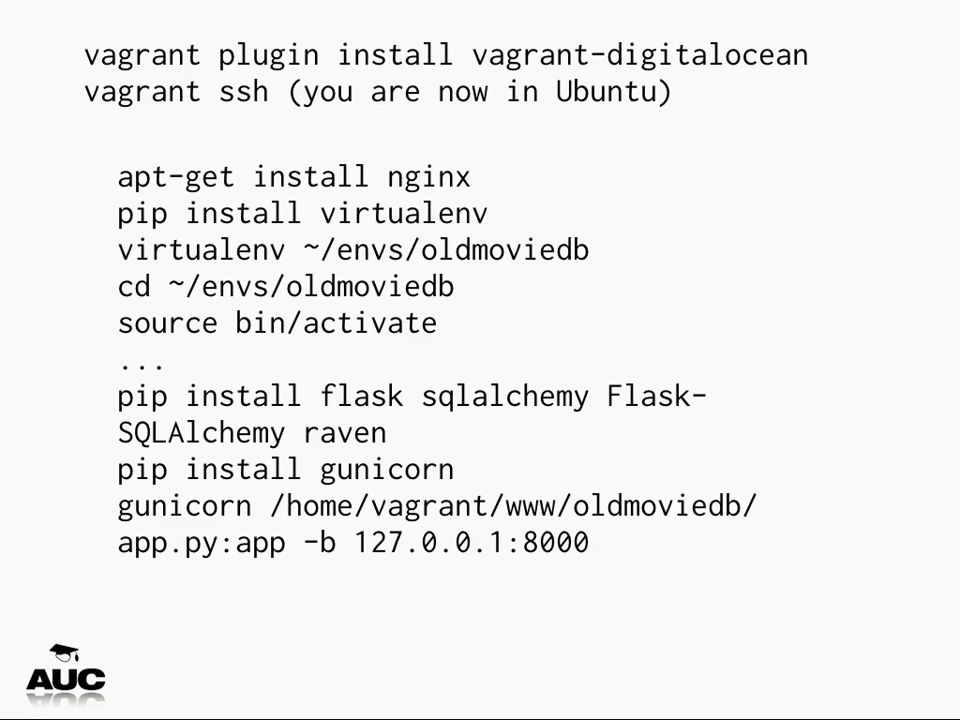 vagrant plugin install vagrant-digitalocean
vagrant ssh (you are now in Ubuntu)
apt-get install nginx
pip install virtualenv
virtualenv ~/envs/oldmoviedb
cd ~/envs/oldmoviedb
source bin/activate
...
pip install flask sqlalchemy Flask-
SQLAlchemy raven
pip install gunicorn
gunicorn /home/vagrant/www/oldmoviedb/
app.py:app -b 127.0.0.1:8000
AUC